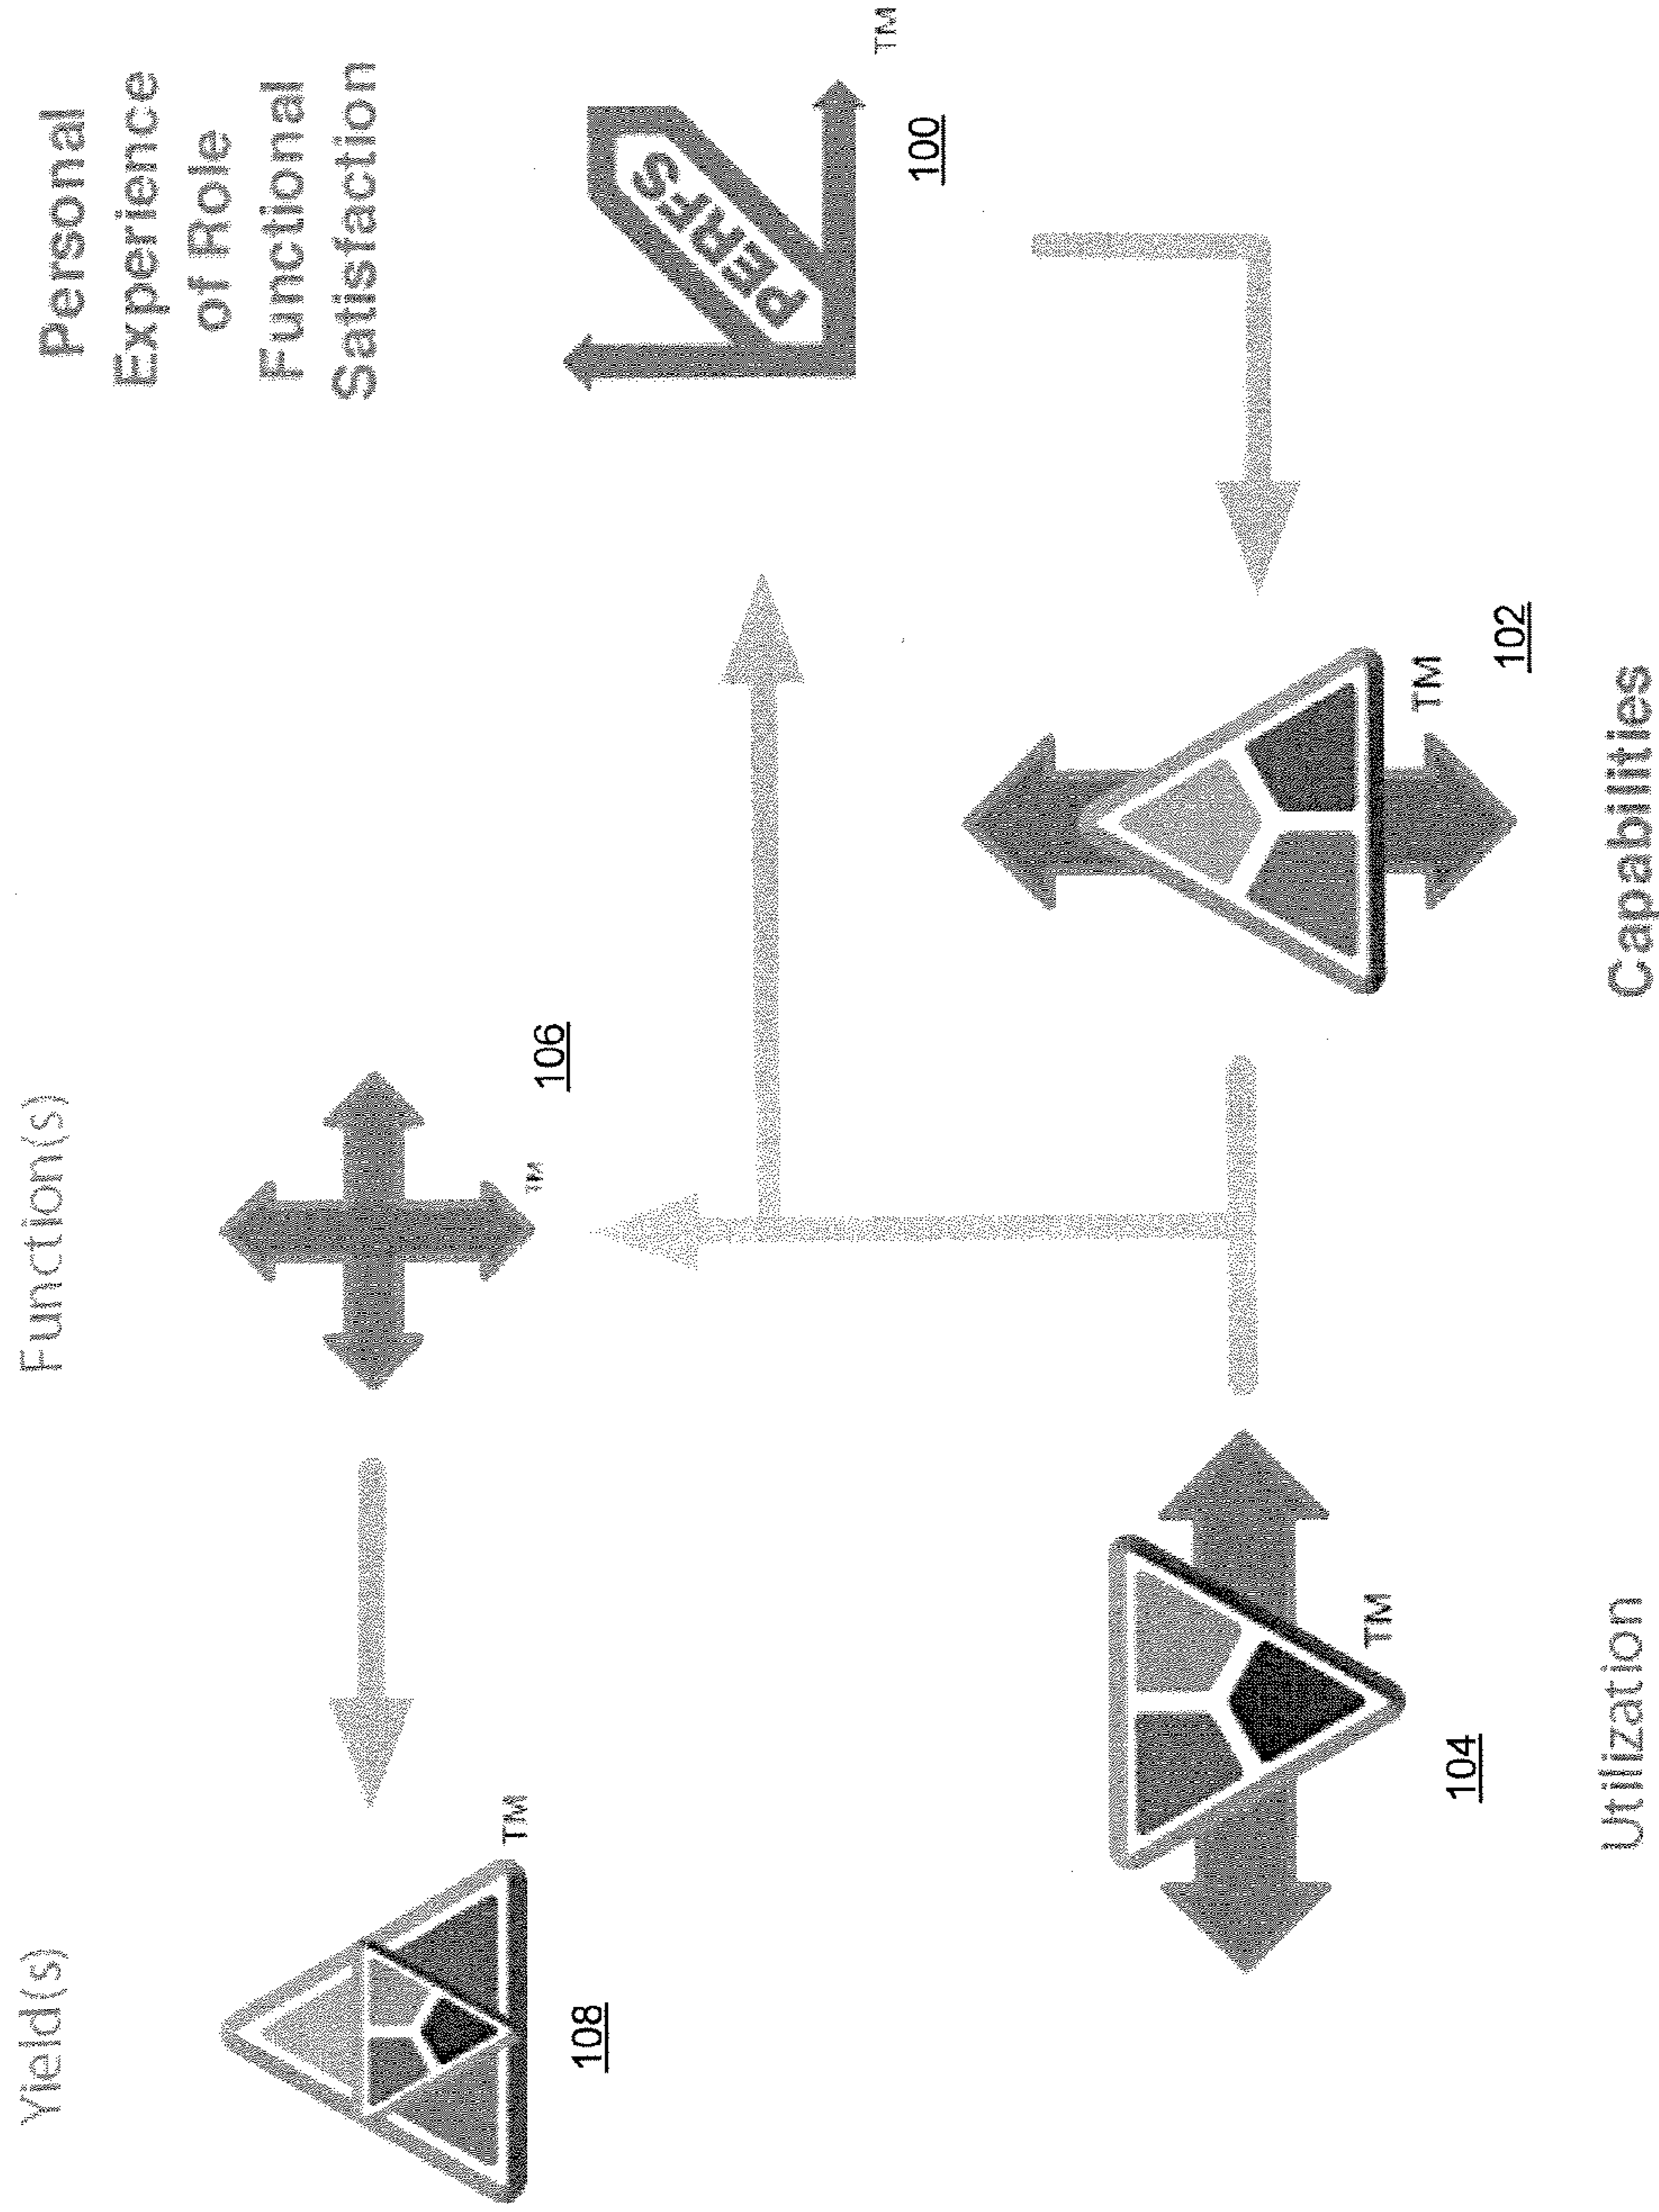 Yield(s)
TM
108
Function(s)
TM
106
Personal
Experience
of Role
Functional
Satisfaction
PERFS
TM
100
TM
104
Utilization
TM
102
Capabilities